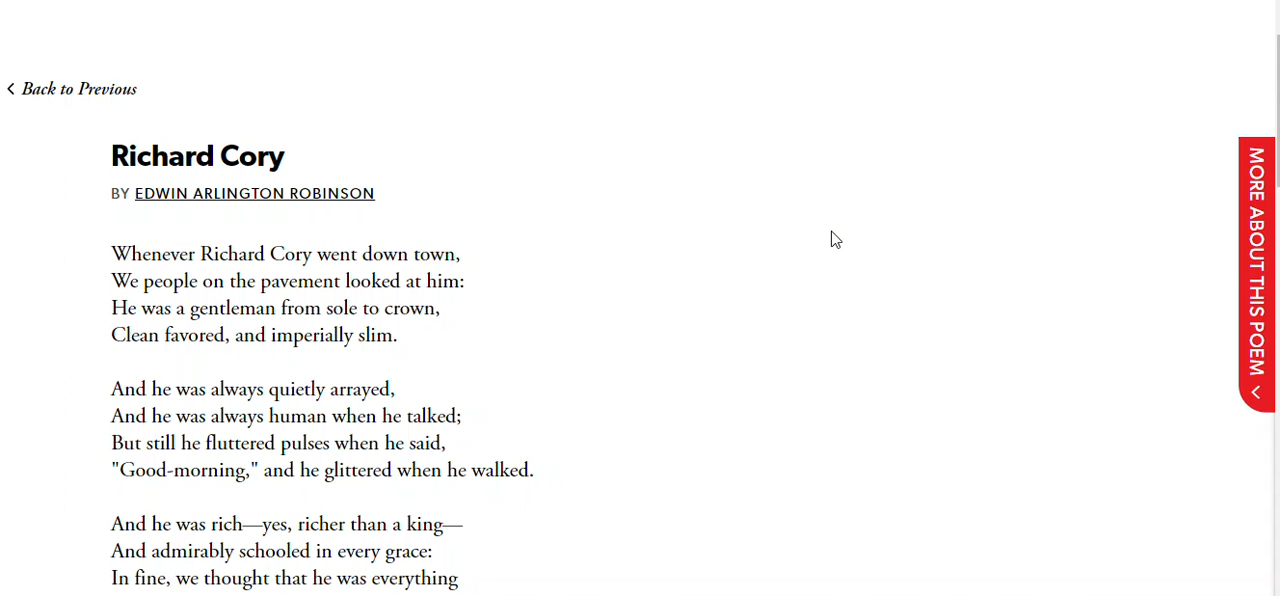 Back to Previous
Richard Cory
BY EDWIN ARLINGTON ROBINSON
Whenever Richard Cory went down town,
We people on the pavement looked at him:
He was a gentleman from sole to crown,
Clean favored, and imperially slim.
And he was always quietly arrayed,
And he was always human when he talked;
But still he fluttered pulses when he said,
"Good-morning," and he glittered when he walked.
And he was rich—yes, richer than a king—
And admirably schooled in every grace:
In fine, we thought that he was everything
MORE ABOUT THIS POEM